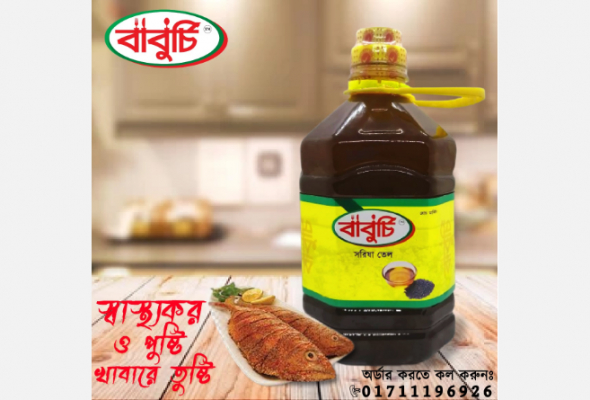 বাবুর্চি
বাবুর্চি
সরিষা তেল
স্বাস্থ্যকর
ও পুষ্টি
খাবারে তুষ্টি
অর্ডার করতে কল করুনঃ
01711196926